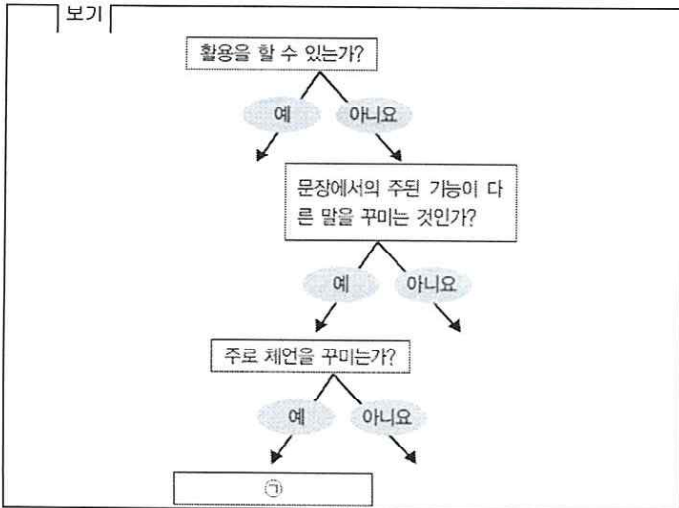 보기
활용을 할 수 있는가?
예
아니요
문장에서의 주된 기능이 다
른 말을 꾸미는 것인가?
예
아니요
주로 체언을 꾸미는가?
예
아니요
㉠